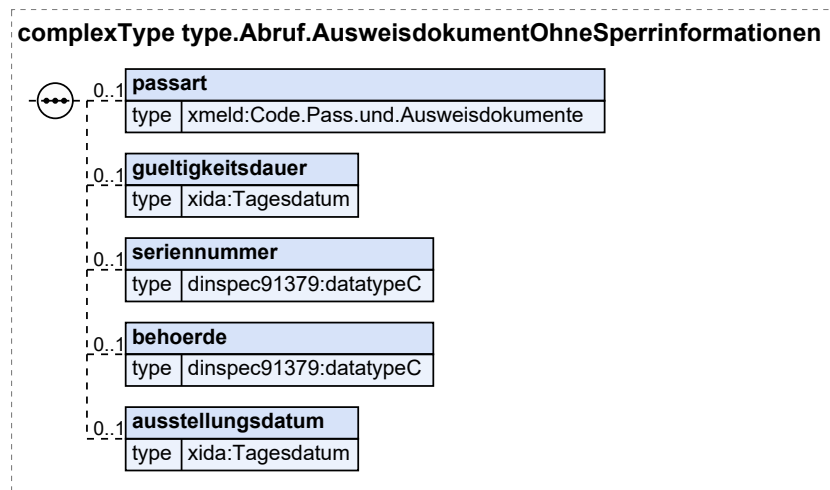 complexType type.Abruf.AusweisdokumentOhneSperrinformationen
0..1 passart
type xmeld:Code.Pass.und.Ausweisdokumente
0..1 gueltigkeitsdauer
type xida:Tagesdatum
0..1 seriennummer
type dinspec91379:datatypeC
0..1 behoerde
type dinspec91379:datatypeC
0..1 ausstellungsdatum
type xida:Tagesdatum